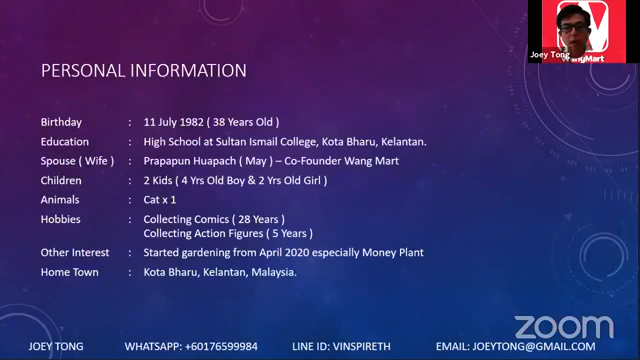 PERSONAL INFORMATION
Joey Tong
WangMart
Birthday : 11 July 1982 ( 38 Years Old )
Education : High School at Sultan Ismail College, Kota Bharu, Kelantan.
Spouse ( Wife ) : Prapapun Huapach ( May ) – Co-Founder Wang Mart
Children : 2 Kids ( 4 Yrs Old Boy & 2 Yrs Old Girl )
Animals : Cat x 1
Hobbies : Collecting Comics ( 28 Years )
Collecting Action Figures ( 5 Years )
Other Interest : Started gardening from April 2020 especially Money Plant
Home Town : Kota Bharu, Kelantan, Malaysia.
zoom
JOEY TONG WHATSAPP: +60176599984 LINE ID: VINSPIRETH EMAIL: JOEYTONG@GMAIL.COM